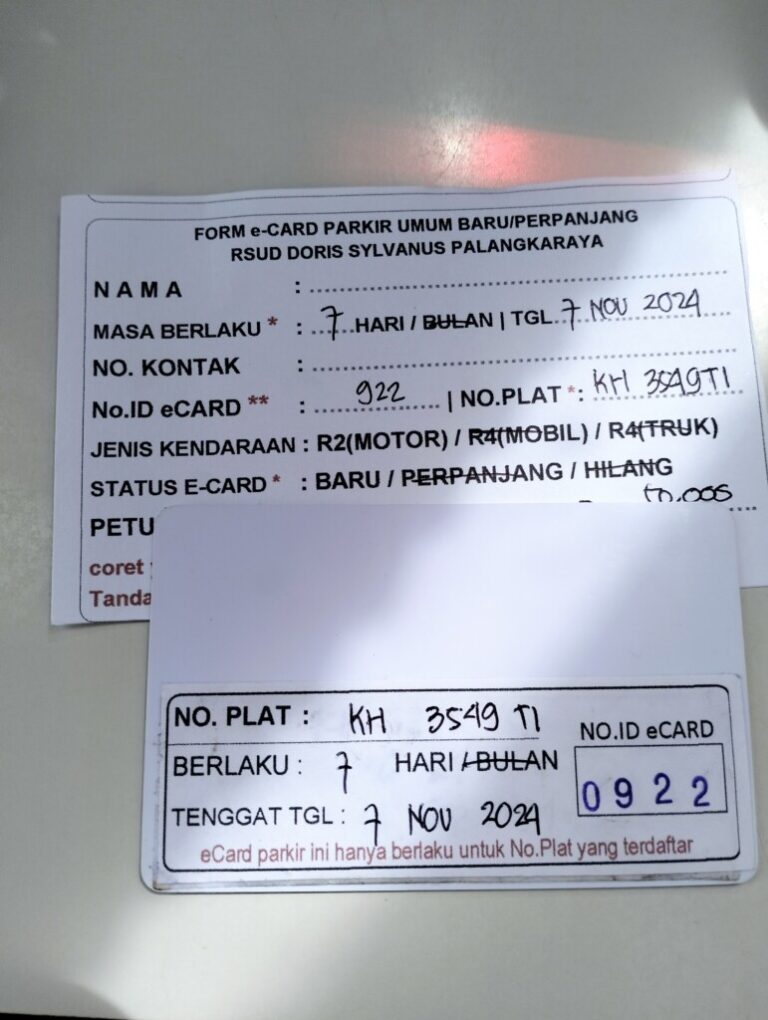 FORM e-CARD PARKIR UMUM BARU/PERPANJANG
RSUD DORIS SYLVANUS PALANGKARAYA
N A M A :
MASA BERLAKU * : 7 HARI / BULAN | TGL. 7 NOV 2024
NO. KONTAK :
No.ID eCARD ** : 922 | NO.PLAT * : KH 3549 TI
JENIS KENDARAAN : R2(MOTOR) / R4(MOBIL) / R4(TRUK)
STATUS E-CARD * : BARU / PERPANJANG / HILANG
PETU
coret
Tanda
NO. PLAT : KH 3549 TI
BERLAKU : 7 HARI / BULAN
TENGGAT TGL : 7 NOV 2024
NO.ID eCARD
0922
eCard parkir ini hanya berlaku untuk No.Plat yang terdaftar